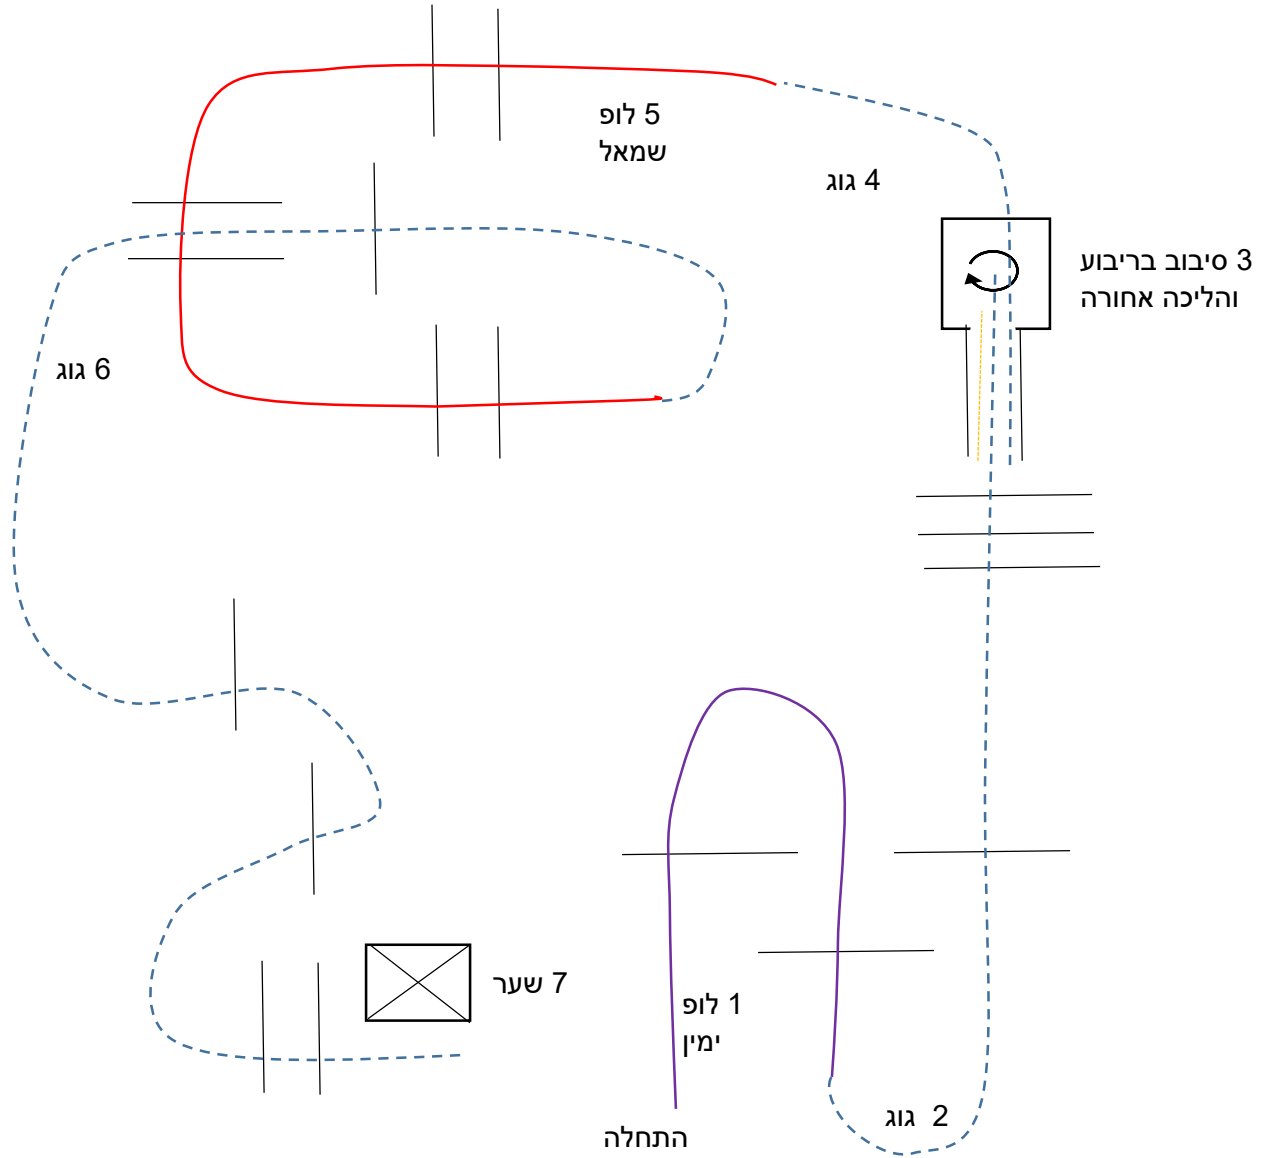 5 לופ
שמאל
4 גוג
3 סיבוב בריבוע
והליכה אחורה
6 גוג
7 שער
1 לופ
ימין
2 גוג
התחלה